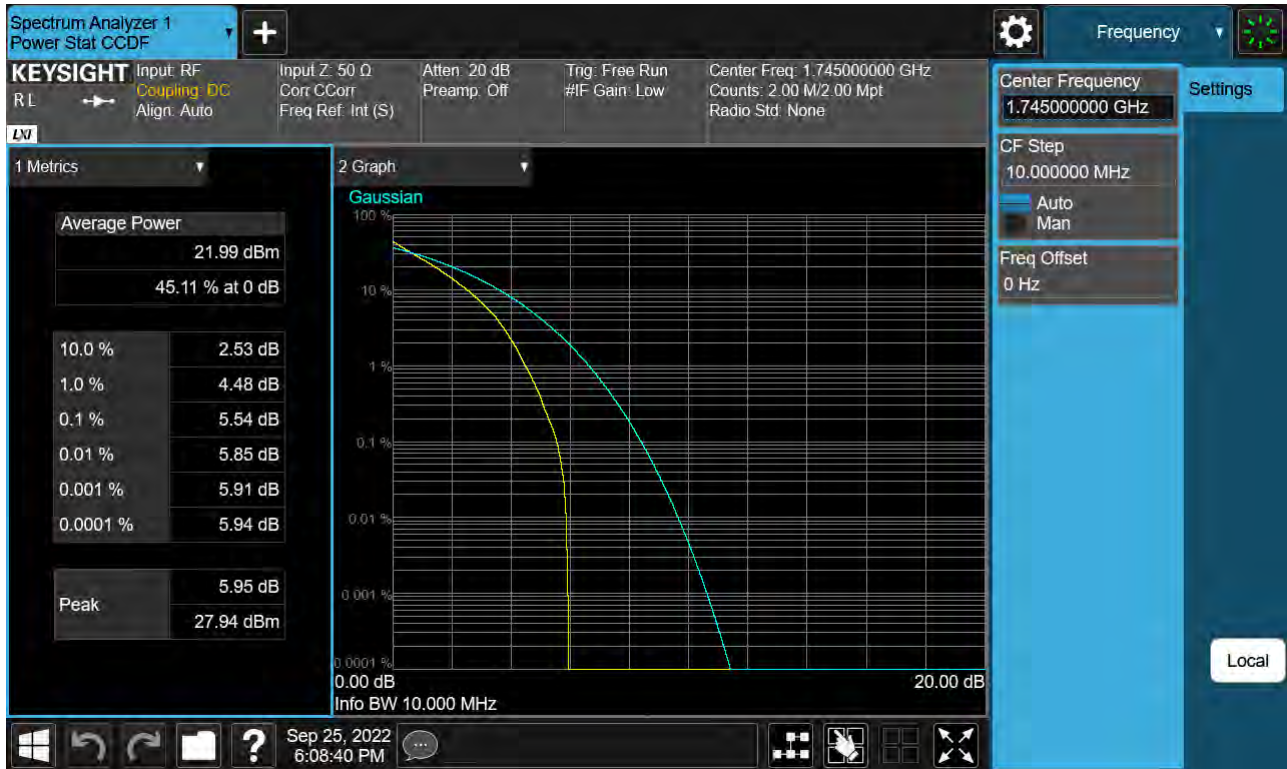 Spectrum Analyzer 1
Power Stat CCDF
+
Frequency
KEYSIGHT
RL
LXI
Input: RF
Coupling: DC
Align: Auto
Input Z: 50 Ω
Corr CCorr
Freq Ref: Int (S)
Atten: 20 dB
Preamp: Off
Trig: Free Run
#IF Gain: Low
Center Freq: 1.745000000 GHz
Counts: 2.00 M/2.00 Mpt
Radio Std: None
Center Frequency
1.745000000 GHz
Settings
CF Step
10.000000 MHz
Auto
Man
Freq Offset
0 Hz
1 Metrics
Average Power
21.99 dBm
45.11 % at 0 dB
10.0 % 2.53 dB
1.0 % 4.48 dB
0.1 % 5.54 dB
0.01 % 5.85 dB
0.001 % 5.91 dB
0.0001 % 5.94 dB
Peak
5.95 dB
27.94 dBm
2 Graph
Gaussian
100 %
10 %
1 %
0.1 %
0.01 %
0.001 %
0.0001 %
0.00 dB 20.00 dB
Info BW 10.000 MHz
Local
?
Sep 25, 2022
6:08:40 PM